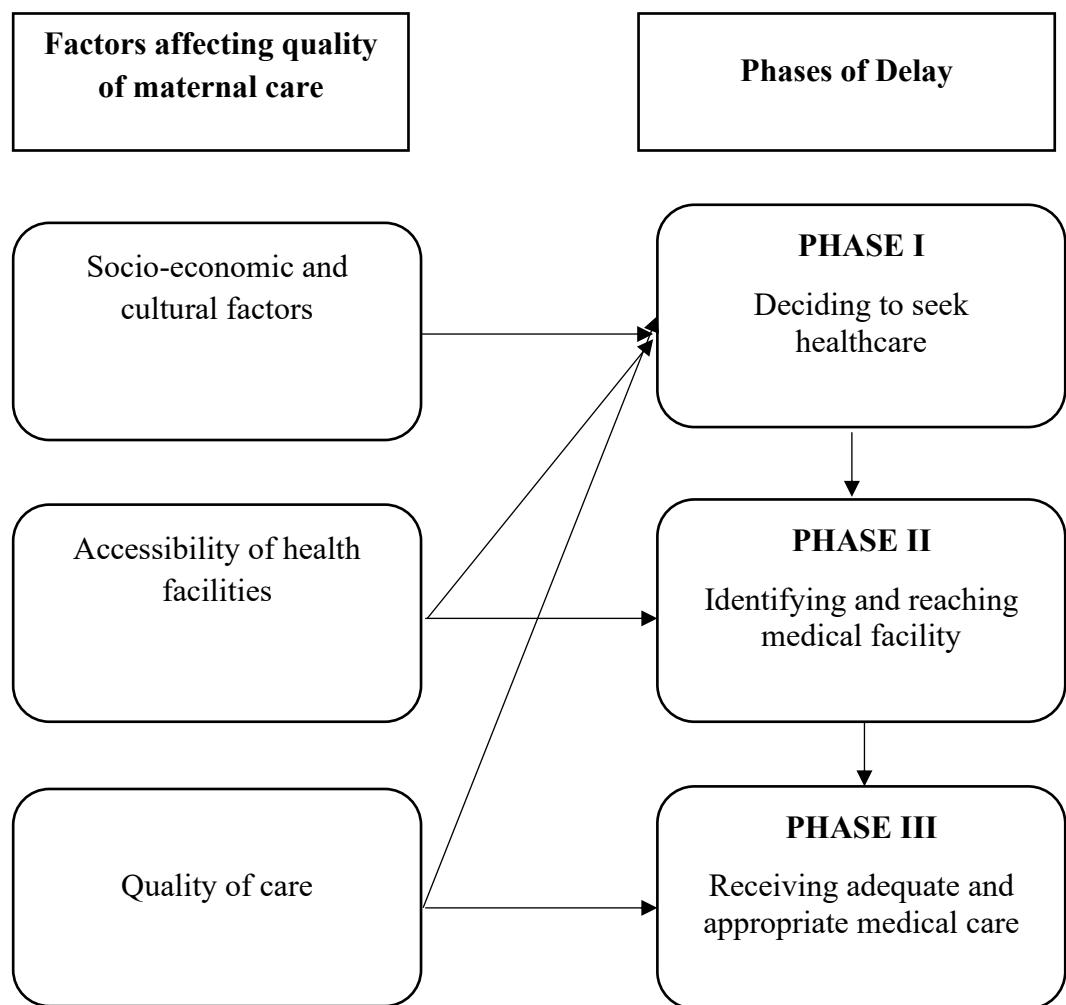 Factors affecting quality
of maternal care
Phases of Delay
Socio-economic and
cultural factors
PHASE I
Deciding to seek
healthcare
Accessibility of health
facilities
PHASE II
Identifying and reaching
medical facility
Quality of care
PHASE III
Receiving adequate and
appropriate medical care